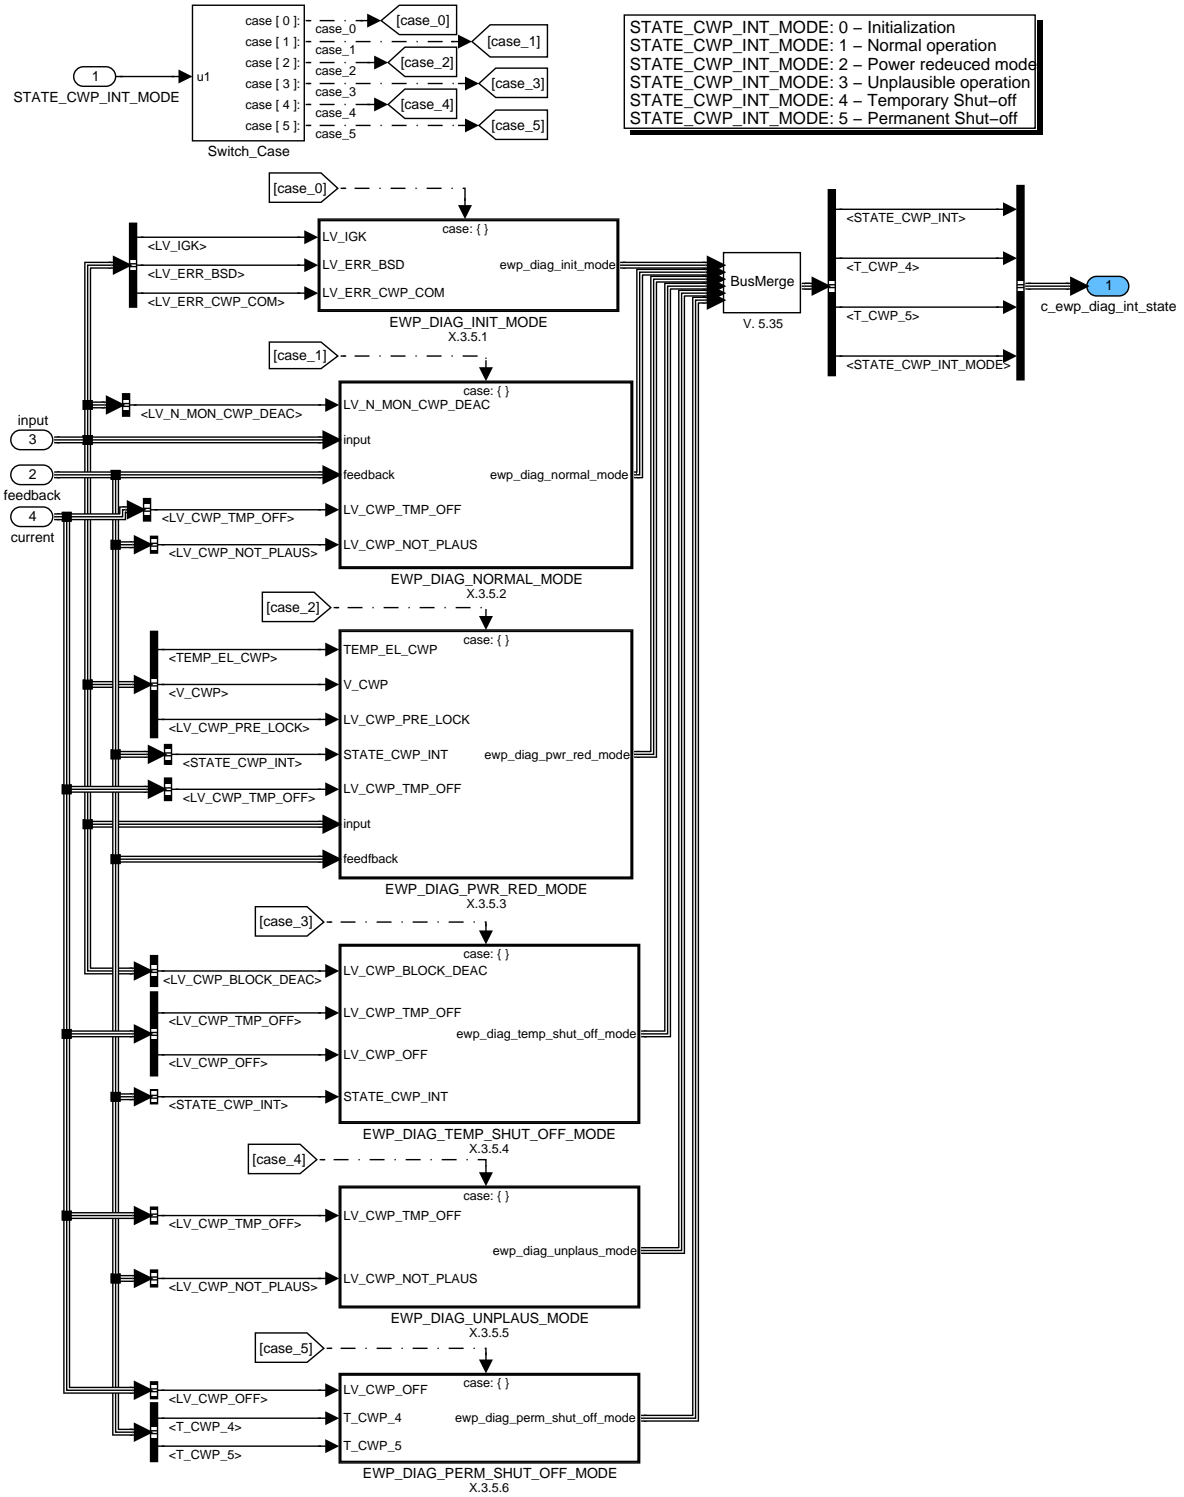 case [ 0 ]:
case_0
[case_0]
case [ 1 ]:
case_1
[case_1]
case [ 2 ]:
case_2
[case_2]
case [ 3 ]:
case_3
[case_3]
case [ 4 ]:
case_4
[case_4]
case [ 5 ]:
case_5
[case_5]
1
u1
STATE_CWP_INT_MODE
Switch_Case
STATE_CWP_INT_MODE: 0 – Initialization
STATE_CWP_INT_MODE: 1 – Normal operation
STATE_CWP_INT_MODE: 2 – Power redeuced mode
STATE_CWP_INT_MODE: 3 – Unplausible operation
STATE_CWP_INT_MODE: 4 – Temporary Shut–off
STATE_CWP_INT_MODE: 5 – Permanent Shut–off
[case_0]
case: { }
<LV_IGK>
LV_IGK
<LV_ERR_BSD>
LV_ERR_BSD
<LV_ERR_CWP_COM>
LV_ERR_CWP_COM
ewp_diag_init_mode
EWP_DIAG_INIT_MODE
X.3.5.1
BusMerge
V. 5.35
<STATE_CWP_INT>
<T_CWP_4>
<T_CWP_5>
<STATE_CWP_INT_MODE>
1
c_ewp_diag_int_state
[case_1]
case: { }
<LV_N_MON_CWP_DEAC>
LV_N_MON_CWP_DEAC
input
3
input
2
feedback
feedback
ewp_diag_normal_mode
4
current
<LV_CWP_TMP_OFF>
LV_CWP_TMP_OFF
<LV_CWP_NOT_PLAUS>
LV_CWP_NOT_PLAUS
EWP_DIAG_NORMAL_MODE
X.3.5.2
[case_2]
case: { }
<TEMP_EL_CWP>
TEMP_EL_CWP
<V_CWP>
V_CWP
<LV_CWP_PRE_LOCK>
LV_CWP_PRE_LOCK
<STATE_CWP_INT>
STATE_CWP_INT
ewp_diag_pwr_red_mode
<LV_CWP_TMP_OFF>
LV_CWP_TMP_OFF
input
feedfback
EWP_DIAG_PWR_RED_MODE
X.3.5.3
[case_3]
case: { }
<LV_CWP_BLOCK_DEAC>
LV_CWP_BLOCK_DEAC
<LV_CWP_TMP_OFF>
LV_CWP_TMP_OFF
ewp_diag_temp_shut_off_mode
<LV_CWP_OFF>
LV_CWP_OFF
<STATE_CWP_INT>
STATE_CWP_INT
EWP_DIAG_TEMP_SHUT_OFF_MODE
X.3.5.4
[case_4]
case: { }
<LV_CWP_TMP_OFF>
LV_CWP_TMP_OFF
ewp_diag_unplaus_mode
<LV_CWP_NOT_PLAUS>
LV_CWP_NOT_PLAUS
EWP_DIAG_UNPLAUS_MODE
X.3.5.5
[case_5]
case: { }
<LV_CWP_OFF>
LV_CWP_OFF
<T_CWP_4>
T_CWP_4
ewp_diag_perm_shut_off_mode
<T_CWP_5>
T_CWP_5
EWP_DIAG_PERM_SHUT_OFF_MODE
X.3.5.6